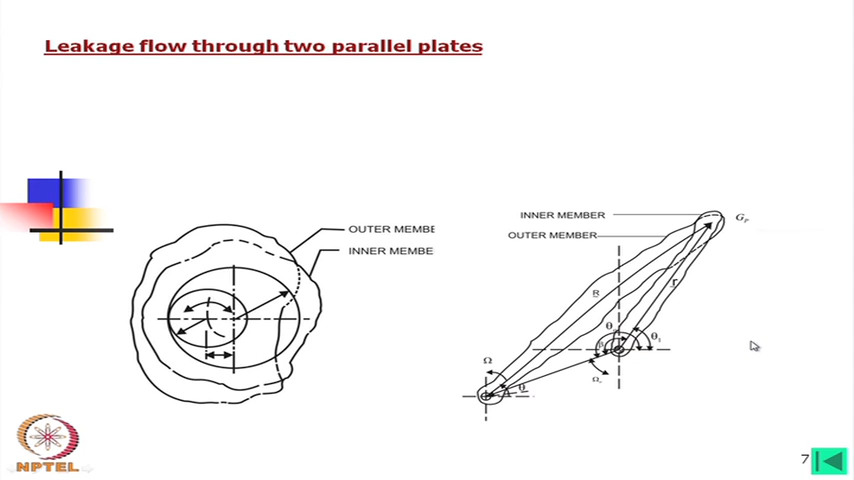 Leakage flow through two parallel plates
OUTER MEMBE
INNER MEMBE
INNER MEMBER
OUTER MEMBER
R
r
θ
β
θ
Ω
θ
Ω
NPTEL
7